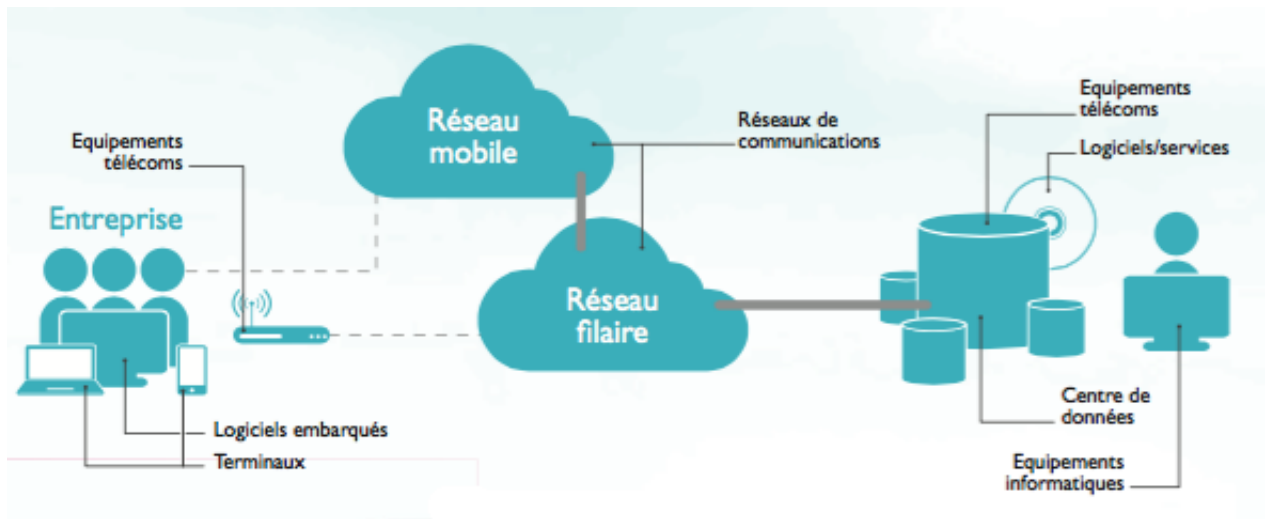 Equipements
télécoms
Entreprise
Réseau
mobile
Réseaux de
communications
Réseau
filaire
Logiciels embarqués
Terminaux
Equipements
télécoms
Logiciels/services
Centre de
données
Equipements
informatiques